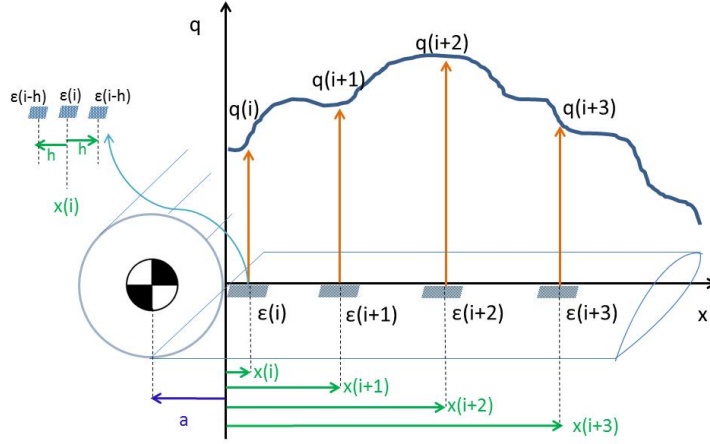 q
q(i+2)
ε(i-h) ε(i) ε(i-h)
q(i+1)
q(i)
q(i+3)
h h
x(i)
ε(i) ε(i+1) ε(i+2) ε(i+3) x
x(i)
x(i+1)
x(i+2)
a
x(i+3)